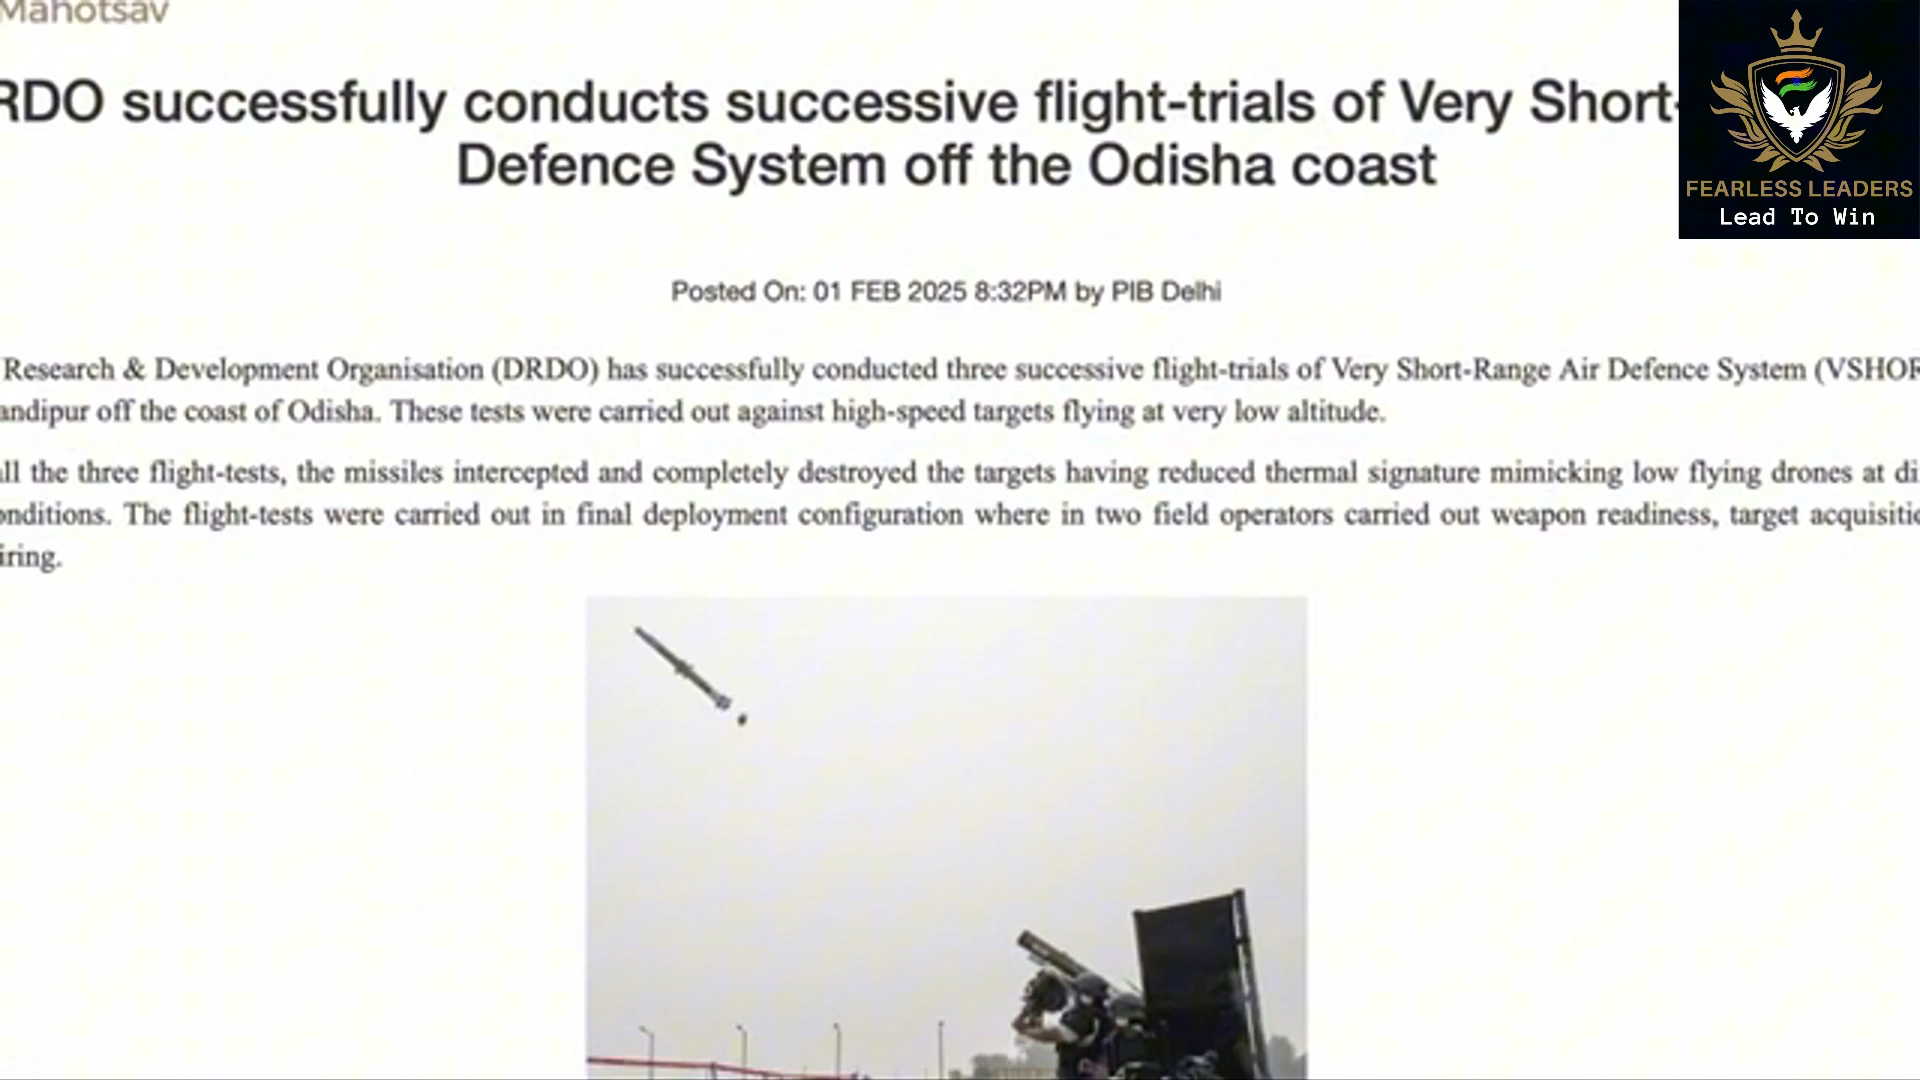 Mahotsav
RDO successfully conducts successive flight-trials of Very Short-
Defence System off the Odisha coast
Posted On: 01 FEB 2025 8:32PM by PIB Delhi
Research & Development Organisation (DRDO) has successfully conducted three successive flight-trials of Very Short-Range Air Defence System (VSHOR
andipur off the coast of Odisha. These tests were carried out against high-speed targets flying at very low altitude.
ll the three flight-tests, the missiles intercepted and completely destroyed the targets having reduced thermal signature mimicking low flying drones at di
onditions. The flight-tests were carried out in final deployment configuration where in two field operators carried out weapon readiness, target acquisitio
iring.
FEARLESS LEADERS
Lead To Win